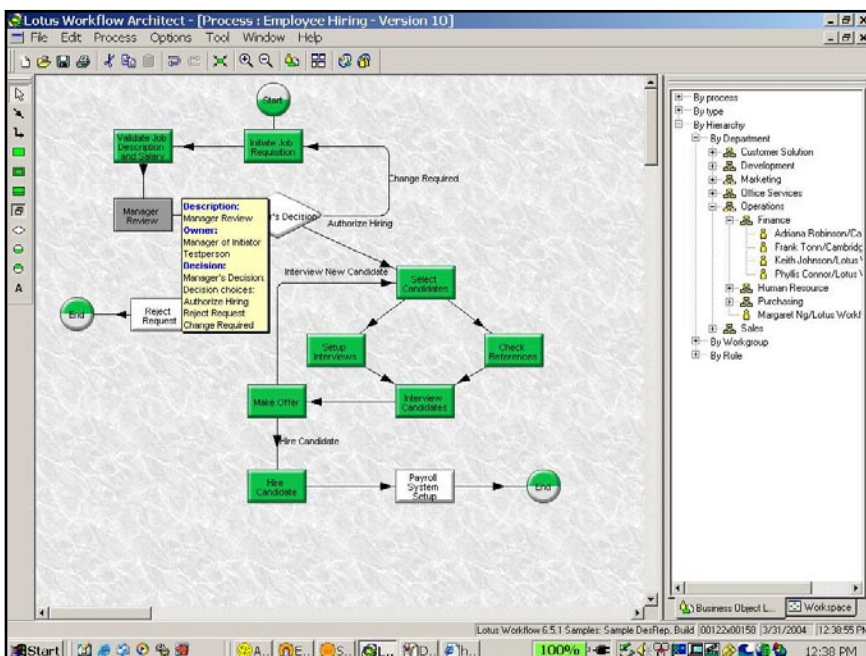 Lotus Workflow Architect - [Process : Employee Hiring - Version 10]
File Edit Process Options Tool Window Help
Start
Validate Job
Description
and Salary
Initiate Job
Requisition
Change Required
Manager
Review
Description:
Manager Review
Owner:
Manager of Initiator
Testperson
Decision:
Manager's Decision:
Decision choices:
Authorize Hiring
Reject Request
Change Required
r's Decision
Authorize Hiring
Interview New Candidate
Select
Candidates
End
Reject
Request
Setup
Interviews
Check
References
Make Offer
Interview
Candidates
Hire Candidate
Hire
Candidate
Payroll
System
Setup
End
A
By process
By type
By Hierarchy
By Department
Customer Solution
Development
Marketing
Office Services
Operations
Finance
Adriana Robinson/Ca
Frank Tonn/Cambridg
Keith Johnson/Lotus
Phyllis Connor/Lotus
Human Resource
Purchasing
Margaret Ng/Lotus Workf
Sales
By Workgroup
By Role
Business Object L...
Workspace
Lotus Workflow 6.5.1 Samples: Sample DesRep, Build 00122x00158 3/31/2004 12:38:55 PM
Start
A.. E.. S.. L.. D.. h..
100%
12:38 PM